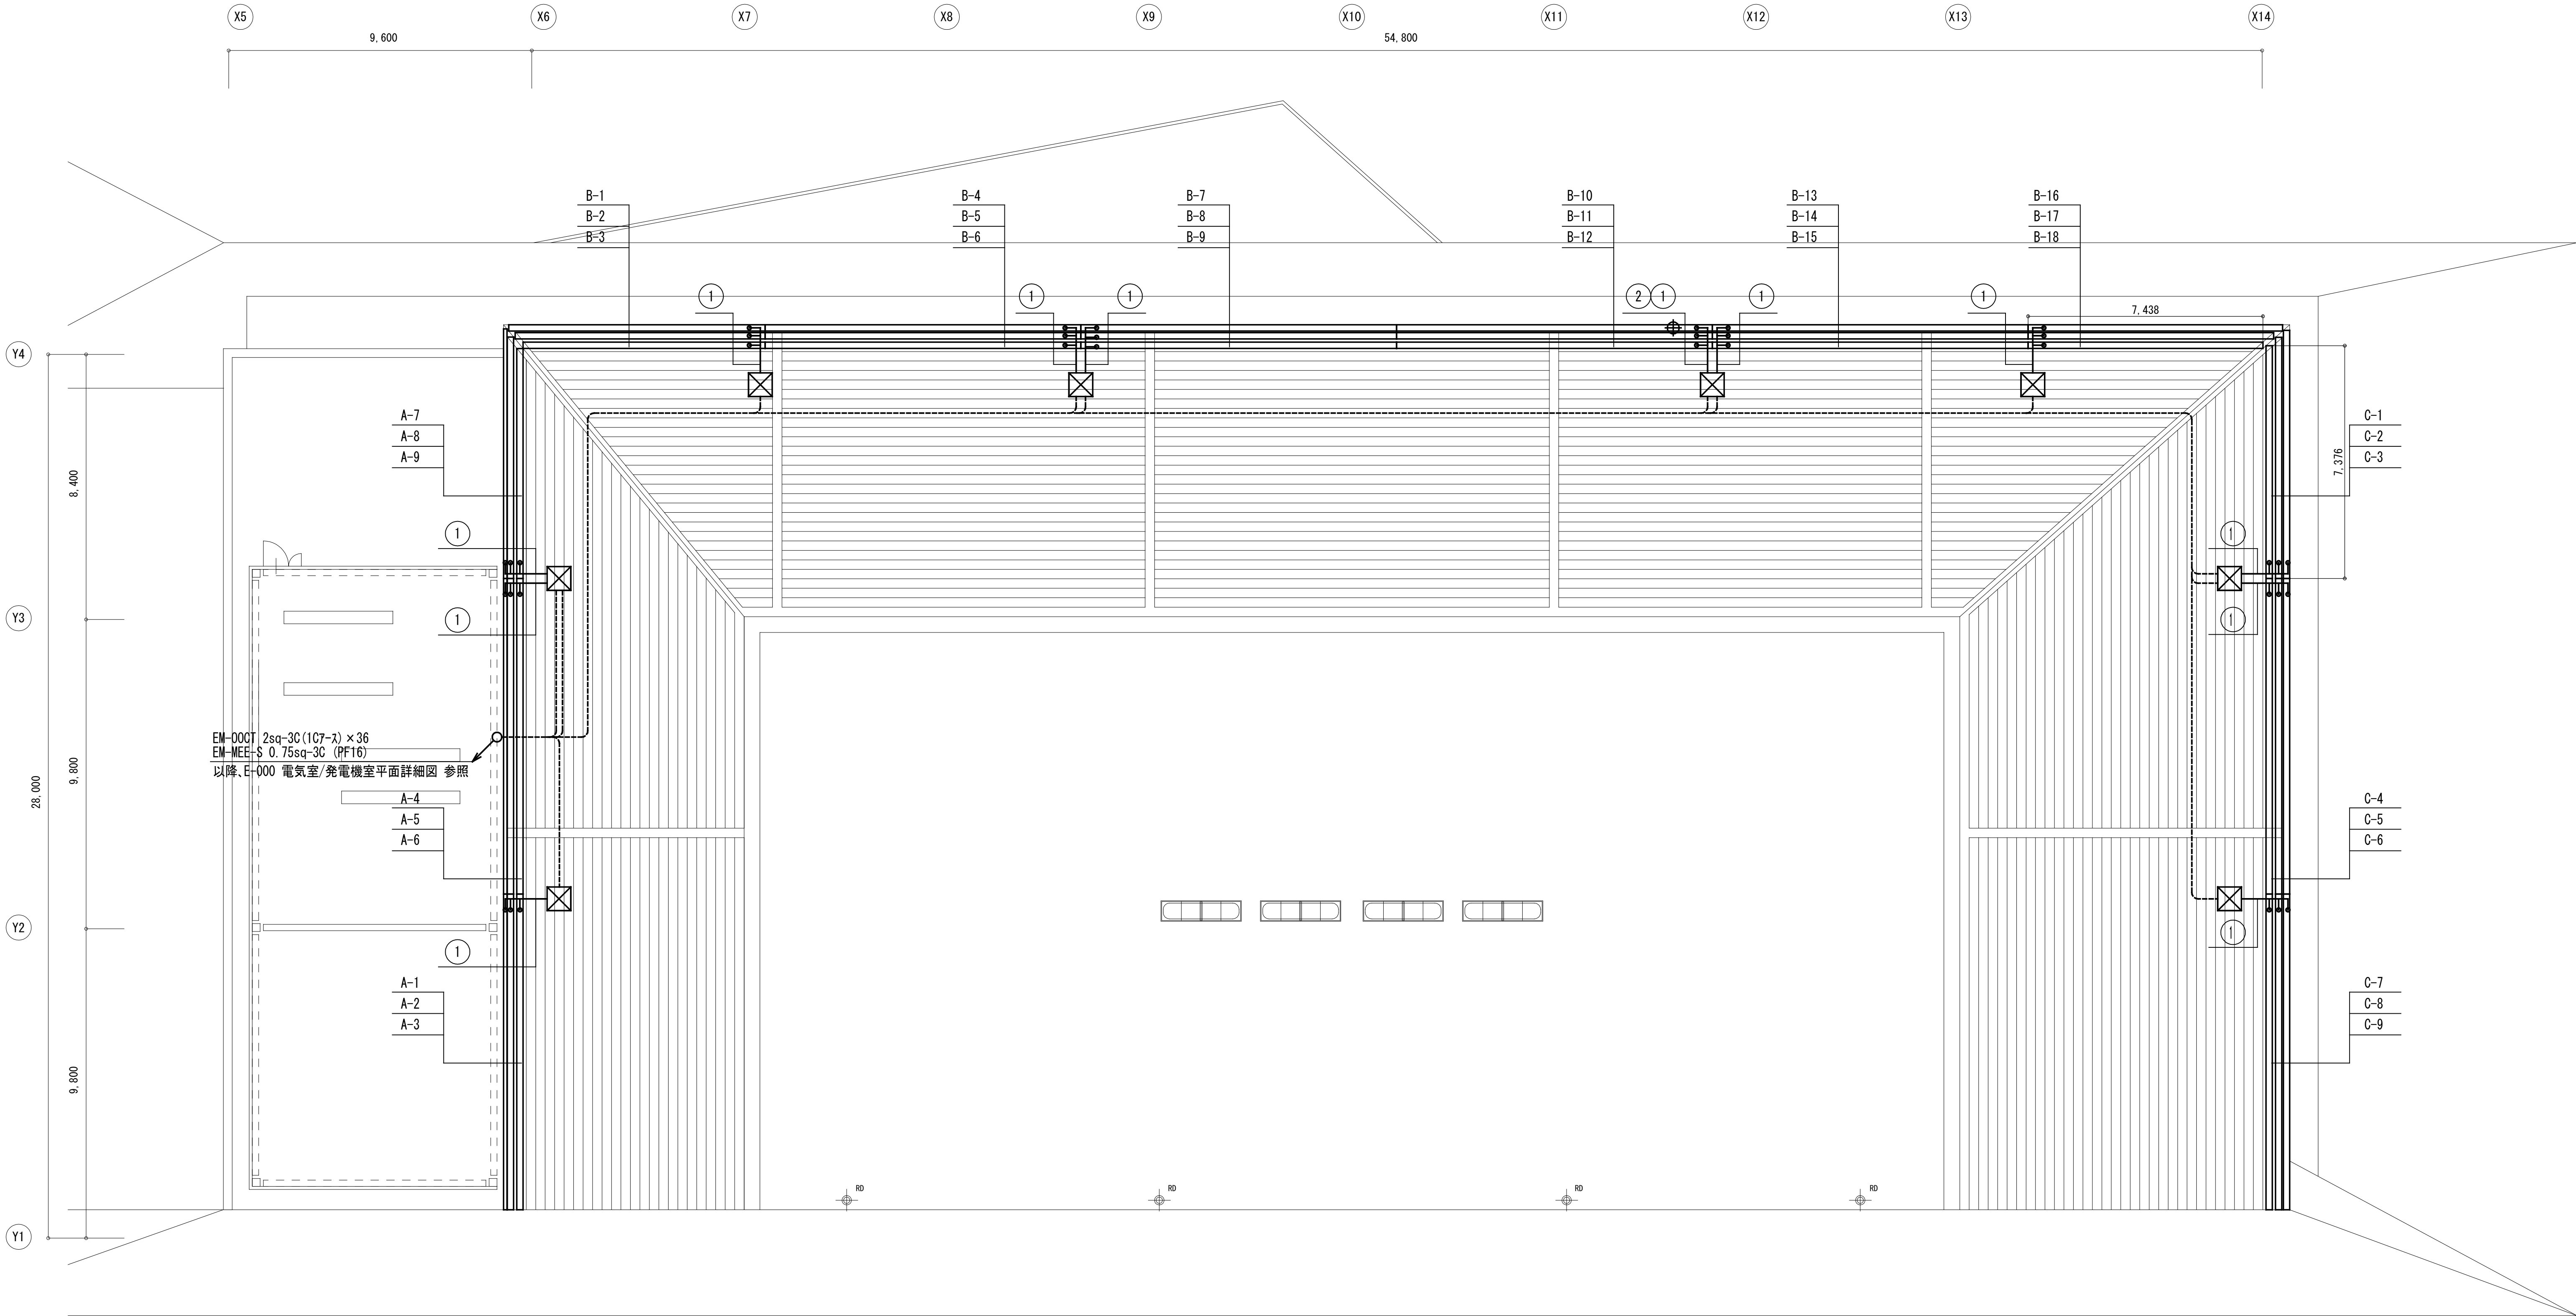 X5 X6 X7 X8 X9 X10 X11 X12 X13 X14
9,600 54,800
B-1 B-4 B-7 B-10 B-13 B-16
B-2 B-5 B-8 B-11 B-14 B-17
B-3 B-6 B-9 B-12 B-15 B-18
1 1 1 2 1 1 1
7,438
Y4
A-7 C-1
A-8 C-2
A-9 C-3
8,400 7,376
1 1
Y3 1 1
EM-OOCT 2sq-3C(1Cアース)×36
EM-MEE-S 0.75sq-3C (PF16)
以降、E-000 電気室/発電機室平面詳細図 参照
28,000 9,800
A-4 C-4
A-5 C-5
A-6 C-6
Y2 1 1
A-1 C-7
A-2 C-8
A-3 C-9
9,800
RD RD RD RD
Y1